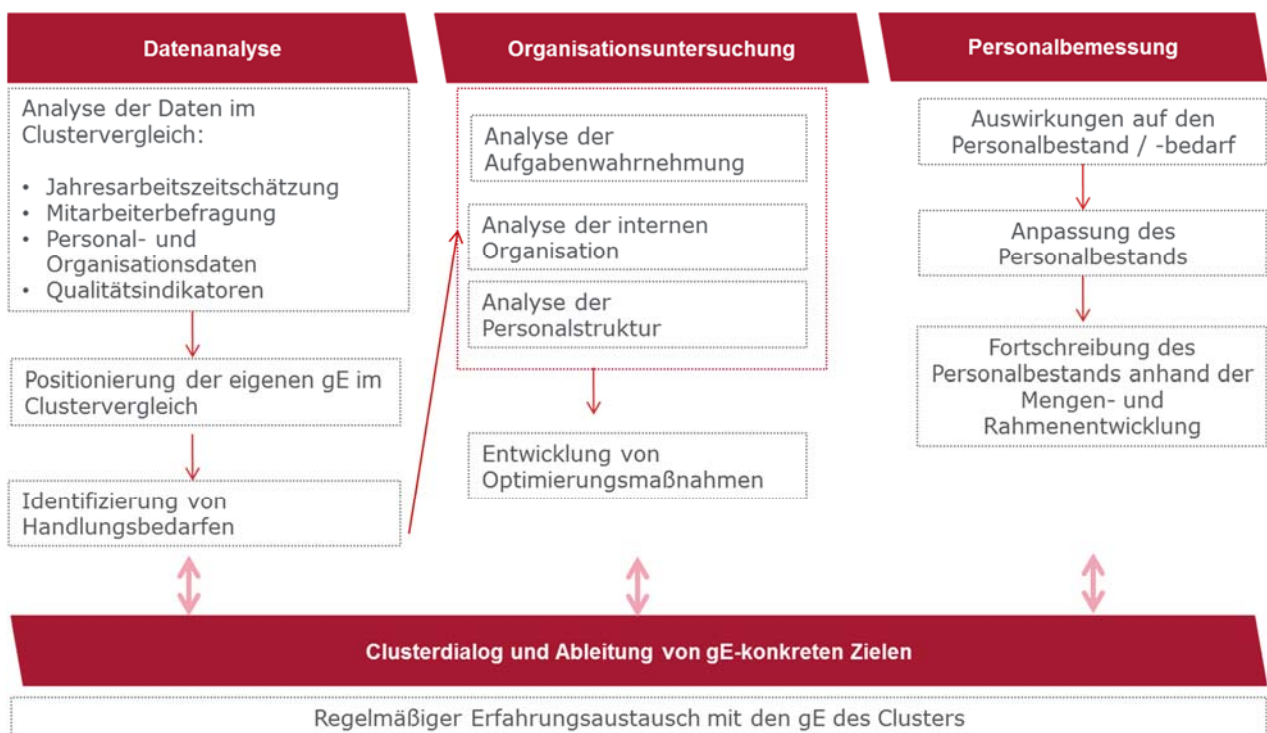 Datenanalyse
Analyse der Daten im
Clustervergleich:
• Jahresarbeitszeitschätzung
• Mitarbeiterbefragung
• Personal- und
Organisationsdaten
• Qualitätsindikatoren
Positionierung der eigenen gE im
Clustervergleich
Identifizierung von
Handlungsbedarfen
Organisationsuntersuchung
Analyse der
Aufgabenwahrnehmung
Analyse der internen
Organisation
Analyse der
Personalstruktur
Entwicklung von
Optimierungsmaßnahmen
Personalbemessung
Auswirkungen auf den
Personalbestand / -bedarf
Anpassung des
Personalbestands
Fortschreibung des
Personalbestands anhand der
Mengen- und
Rahmenentwicklung
Clusterdialog und Ableitung von gE-konkreten Zielen
Regelmäßiger Erfahrungsaustausch mit den gE des Clusters